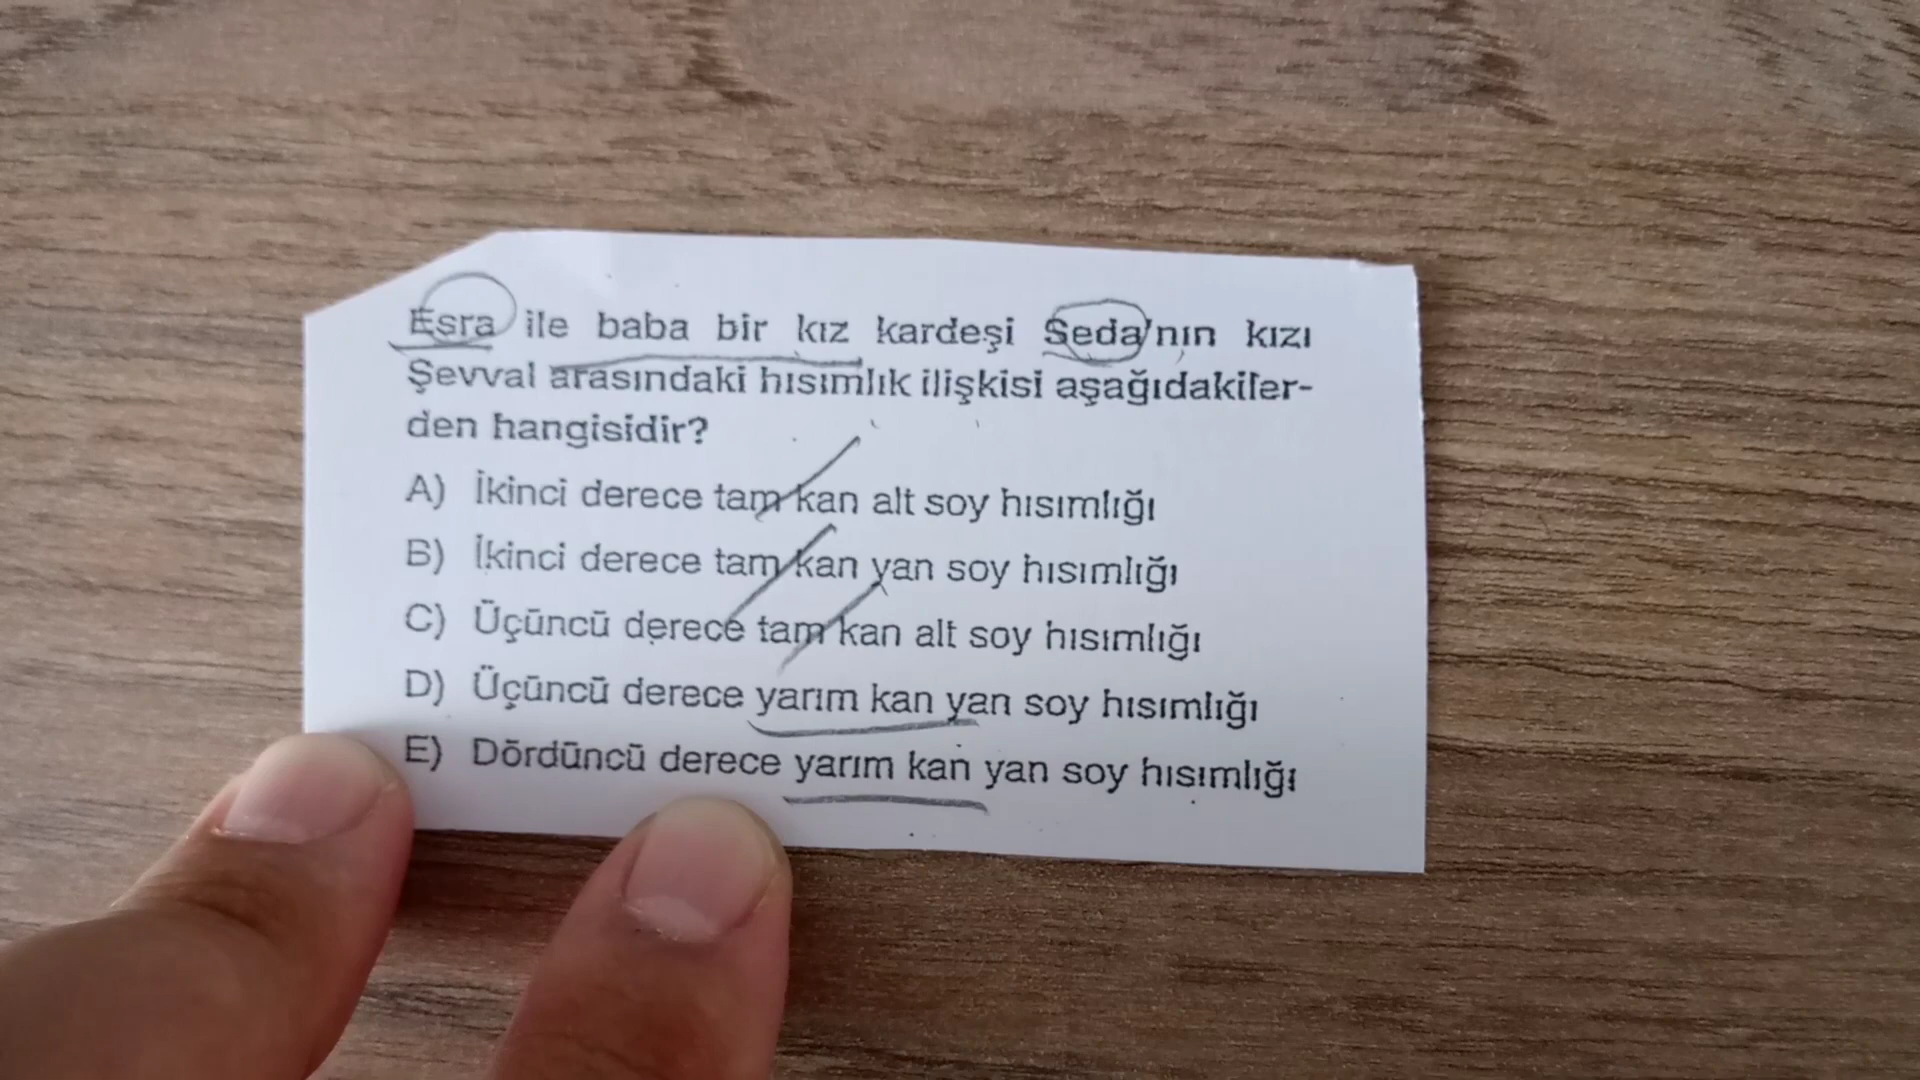 Esra ile baba bir kız kardeşi Seda'nın kızı
Şevval arasındaki hısımlık ilişkisi aşağıdakiler-
den hangisidir?
A) İkinci derece tam kan alt soy hısımlığı
B) İkinci derece tam kan yan soy hısımlığı
C) Üçüncü derece tam kan alt soy hısımlığı
D) Üçüncü derece yarım kan yan soy hısımlığı
E) Dördüncü derece yarım kan yan soy hısımlığı